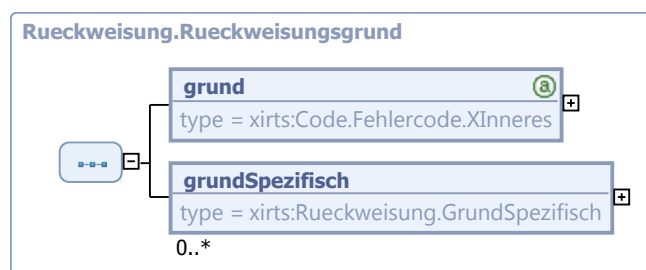 Rueckweisung.Rueckweisungsgrund
grund
a
type = xirts:Code.Fehlercode.XInneres
grundSpezifisch
type = xirts:Rueckweisung.GrundSpezifisch
0..*